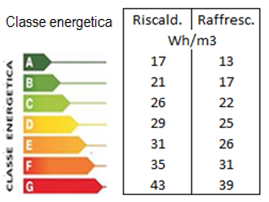 Classe energetica Riscald. Raffresc.
Wh/m3
A 17 13
B 21 17
C 26 22
D 29 25
E 31 26
F 35 31
G 43 39
CLASSE ENERGETICA